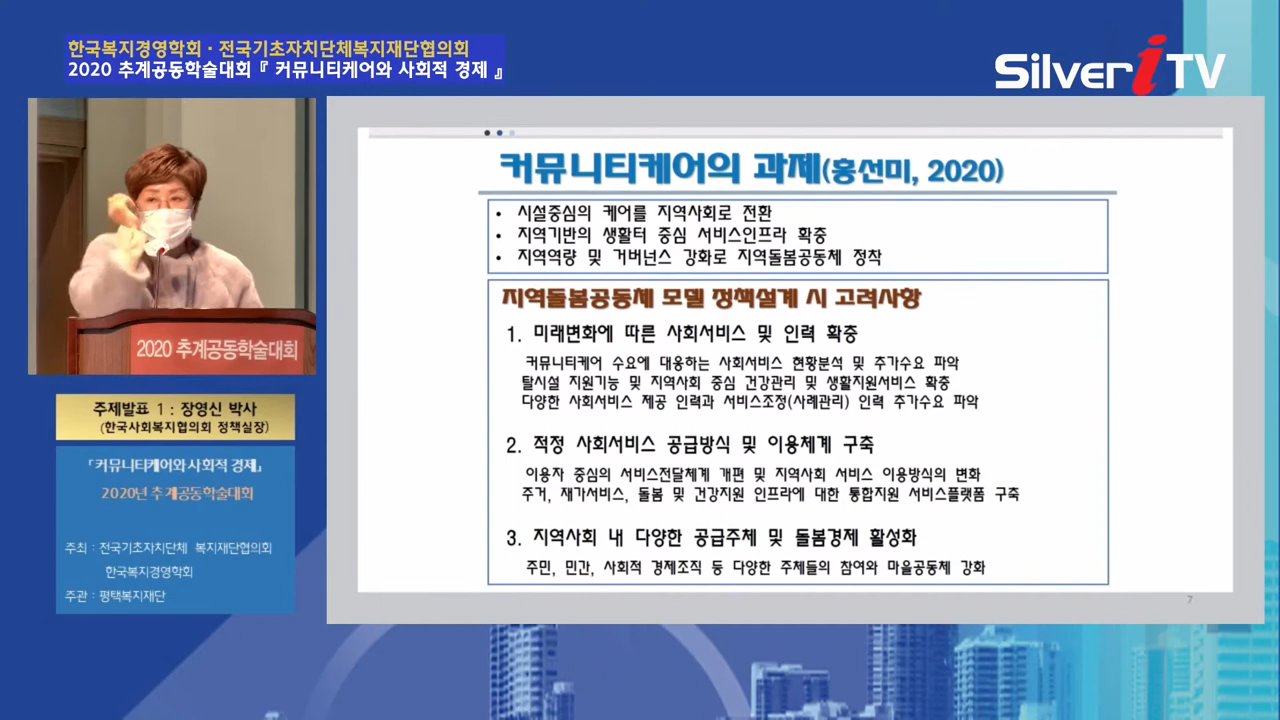 한국복지경영학회 · 전국기초자치단체복지재단협의회
2020 추계공동학술대회 『 커뮤니티케어와 사회적 경제 』
Silver i TV
2020 추계공동학술대회
주제발표 1 : 장영신 박사
(한국사회복지협의회 정책실장)
「커뮤니티케어와 사회적 경제」
2020년 추계공동학술대회
주최 : 전국기초자치단체 복지재단협의회
한국복지경영학회
주관 : 평택복지재단
커뮤니티케어의 과제(홍선미, 2020)
• 시설중심의 케어를 지역사회로 전환
• 지역기반의 생활터 중심 서비스인프라 확충
• 지역역량 및 거버넌스 강화로 지역돌봄공동체 정착
지역돌봄공동체 모델 정책설계 시 고려사항
1. 미래변화에 따른 사회서비스 및 인력 확충
커뮤니티케어 수요에 대응하는 사회서비스 현황분석 및 추가수요 파악
탈시설 지원기능 및 지역사회 중심 건강관리 및 생활지원서비스 확충
다양한 사회서비스 제공 인력과 서비스조정(사례관리) 인력 추가수요 파악
2. 적정 사회서비스 공급방식 및 이용체계 구축
이용자 중심의 서비스전달체계 개편 및 지역사회 서비스 이용방식의 변화
주거, 재가서비스, 돌봄 및 건강지원 인프라에 대한 통합지원 서비스플랫폼 구축
3. 지역사회 내 다양한 공급주체 및 돌봄경제 활성화
주민, 민간, 사회적 경제조직 등 다양한 주체들의 참여와 마을공동체 강화
7